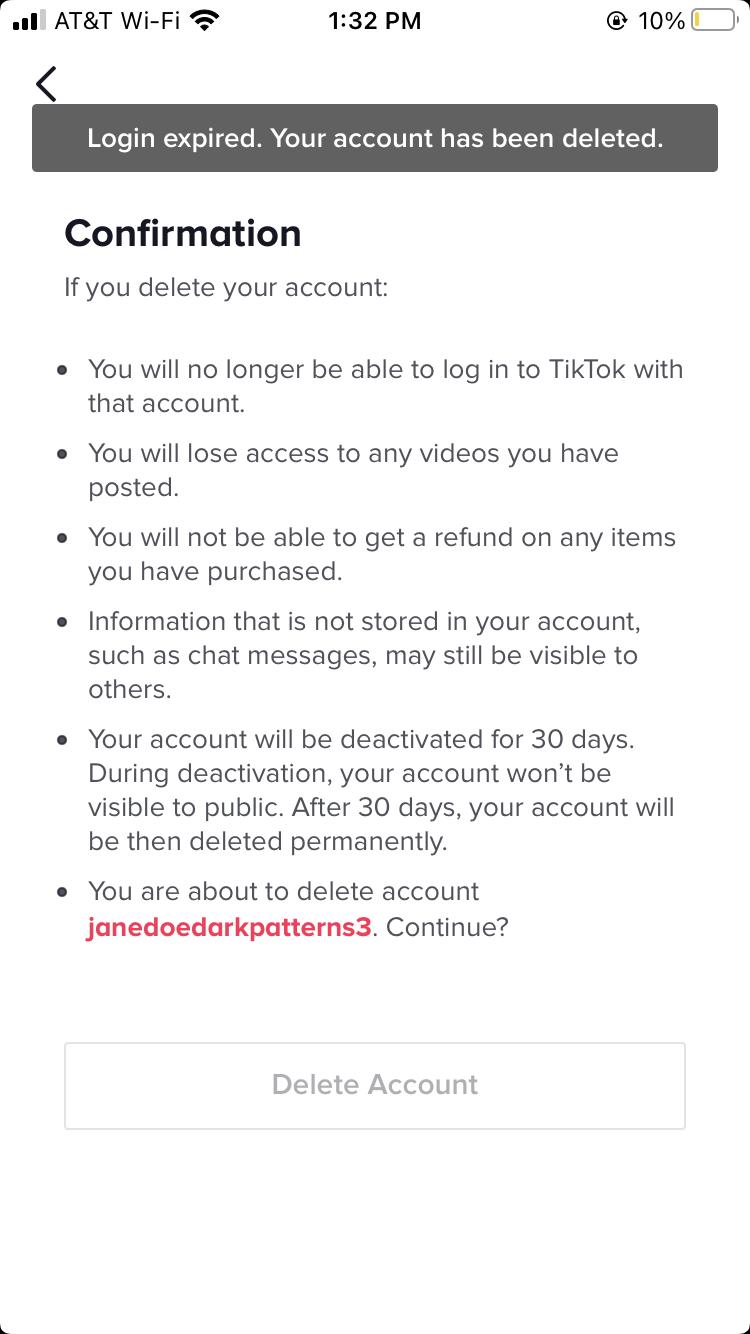 AT&T Wi-Fi 1:32 PM 10%
Login expired. Your account has been deleted.
Confirmation
If you delete your account:
• You will no longer be able to log in to TikTok with
that account.
• You will lose access to any videos you have
posted.
• You will not be able to get a refund on any items
you have purchased.
• Information that is not stored in your account,
such as chat messages, may still be visible to
others.
• Your account will be deactivated for 30 days.
During deactivation, your account won’t be
visible to public. After 30 days, your account will
be then deleted permanently.
• You are about to delete account
janedoedarkpatterns3. Continue?
Delete Account